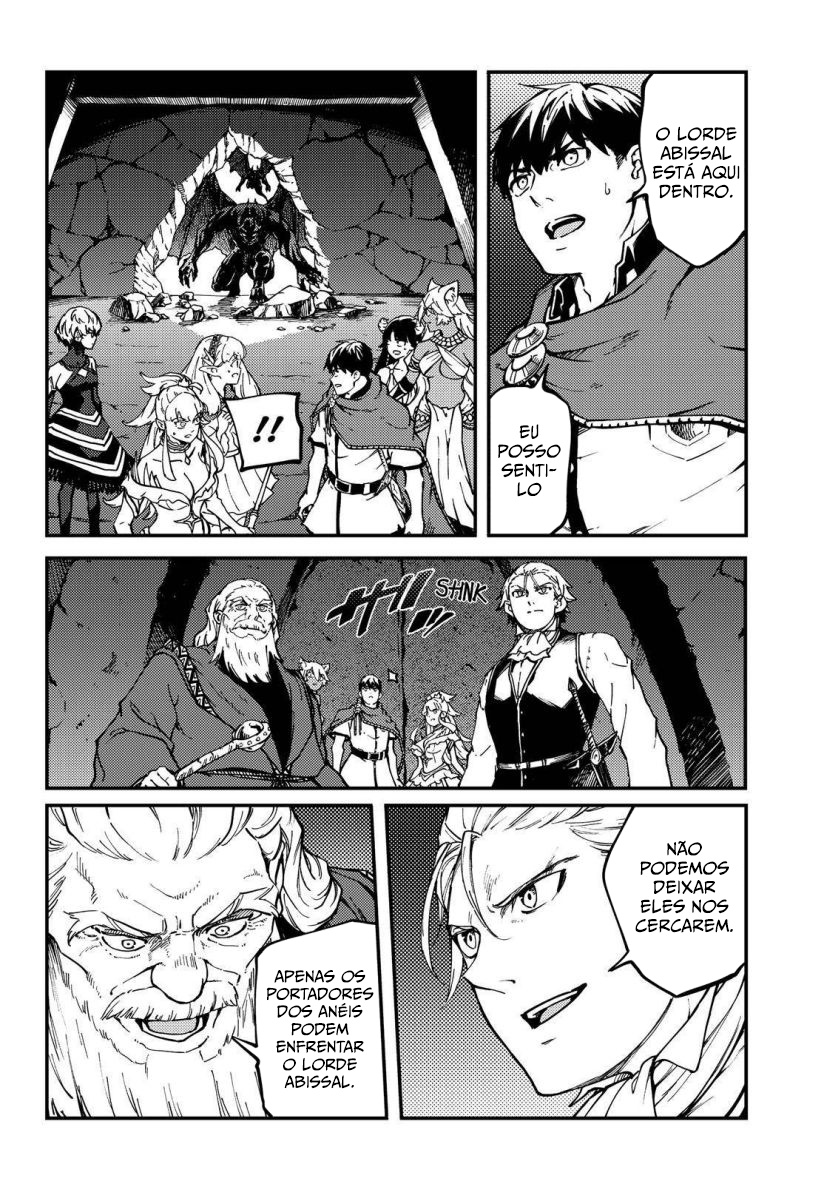 O LORDE
ABISSAL
ESTÁ AQUI
DENTRO.
EU
POSSO
SENTI-
LO
!!
SHNK
NÃO
PODEMOS
DEIXAR
ELES NOS
CERCAREM.
APENAS OS
PORTADORES
DOS ANÉIS
PODEM
ENFRENTAR
O LORDE
ABISSAL.